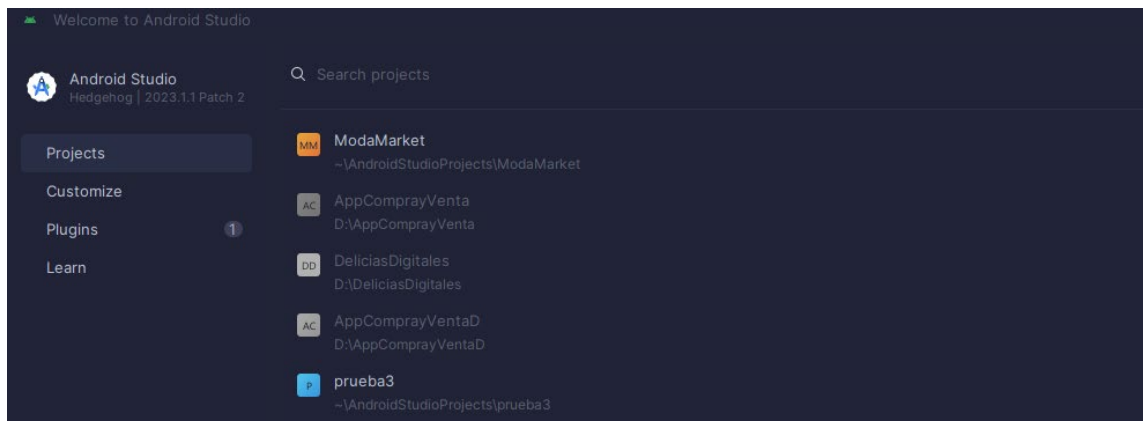 Welcome to Android Studio
Android Studio
Hedgehog | 2023.1.1 Patch 2
Projects
Customize
Plugins 1
Learn
Search projects
MM ModaMarket
~\AndroidStudioProjects\ModaMarket
AC AppComprayVenta
D:\AppComprayVenta
DD DeliciasDigitales
D:\DeliciasDigitales
AC AppComprayVentaD
D:\AppComprayVentaD
P prueba3
~\AndroidStudioProjects\prueba3